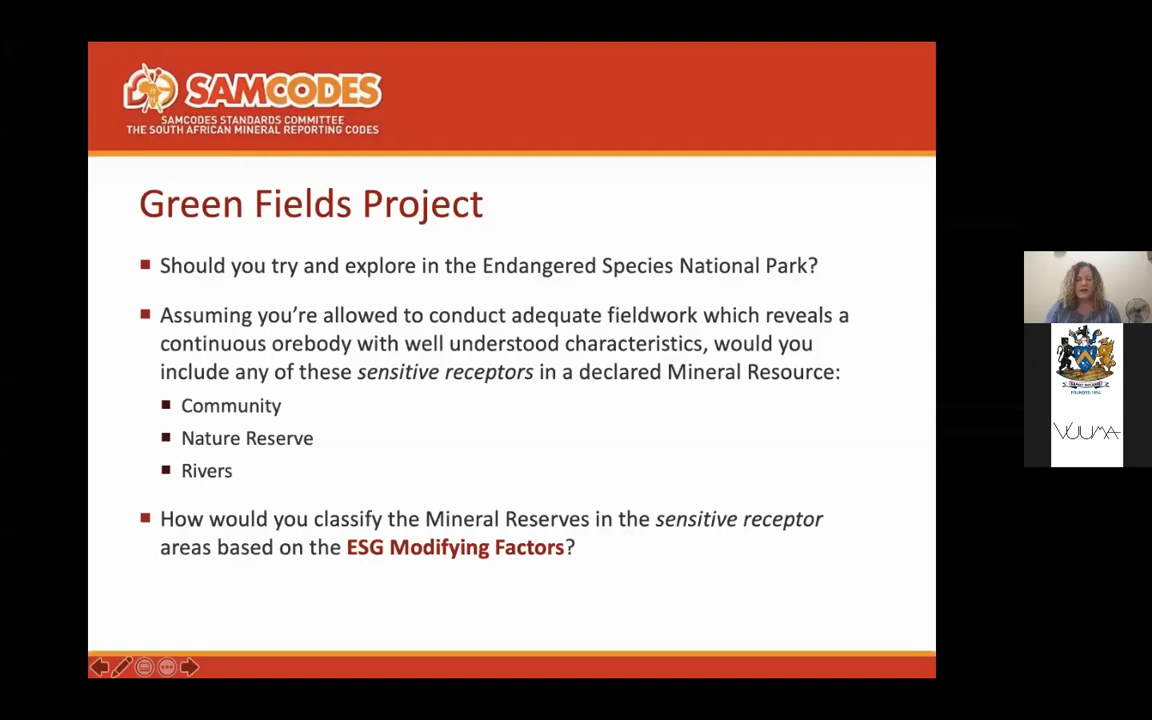 SAMCODES
SAMCODES STANDARDS COMMITTEE
THE SOUTH AFRICAN MINERAL REPORTING CODES
Green Fields Project
Should you try and explore in the Endangered Species National Park?
Assuming you're allowed to conduct adequate fieldwork which reveals a
continuous orebody with well understood characteristics, would you
include any of these sensitive receptors in a declared Mineral Resource:
Community
Nature Reserve
Rivers
How would you classify the Mineral Reserves in the sensitive receptor
areas based on the ESG Modifying Factors?
VUUMA